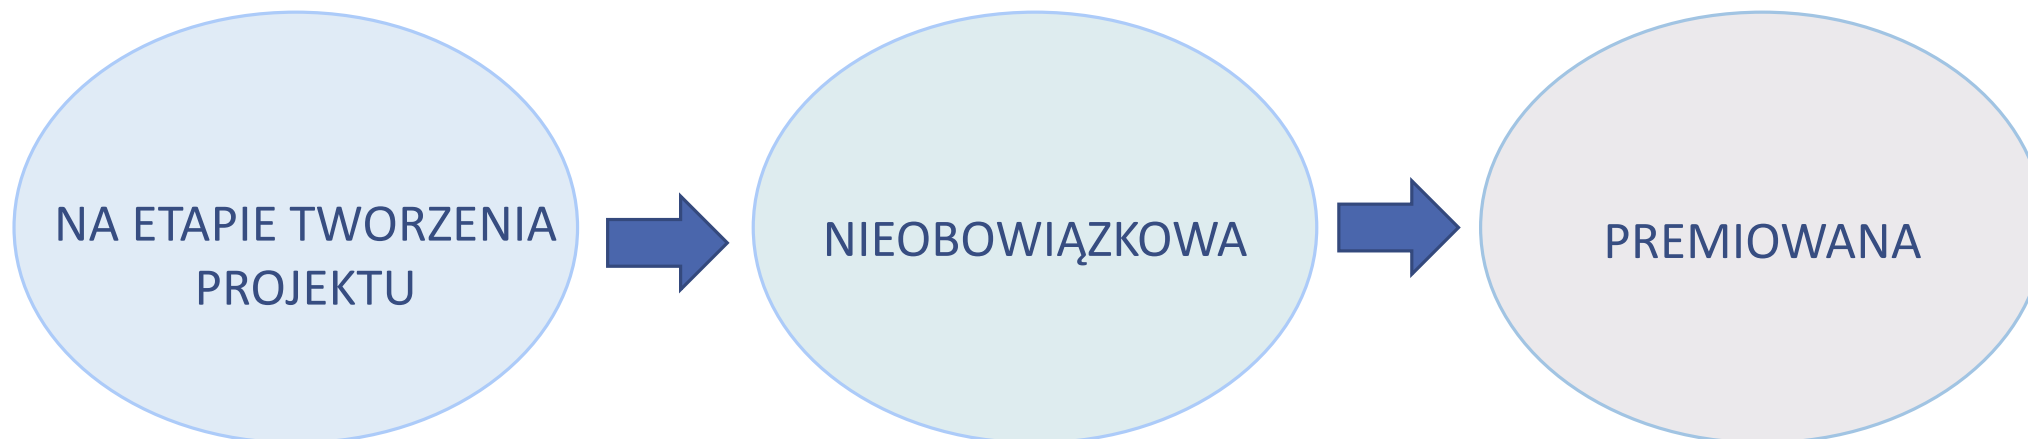 NA ETAPIE TWORZENIA
PROJEKTU
NIEOBOWIĄZKOWA
PREMIOWANA